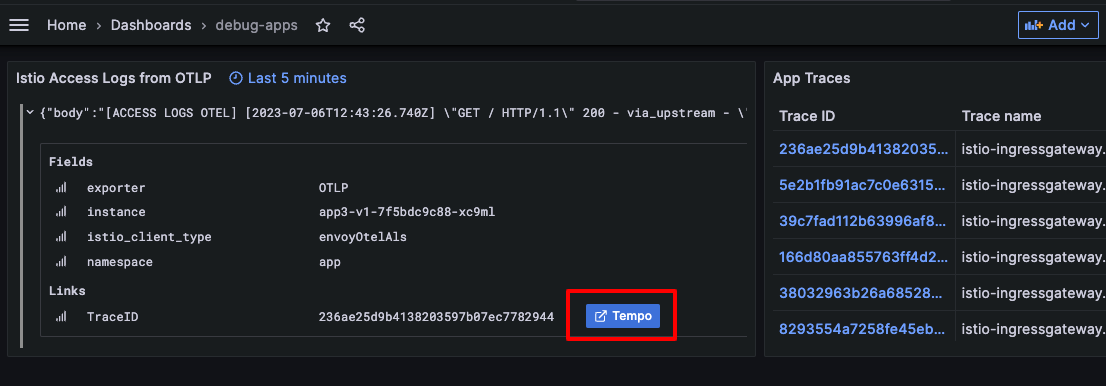 Home > Dashboards > debug-apps
Add
Istio Access Logs from OTLP Last 5 minutes
{"body":"[ACCESS LOGS OTEL] [2023-07-06T12:43:26.740Z] \"GET / HTTP/1.1\" 200 - via_upstream - \"
Fields
exporter OTLP
instance app3-v1-7f5bdc9c88-xc9ml
istio_client_type envoyOtelAls
namespace app
Links
TraceID 236ae25d9b4138203597b07ec7782944 Tempo
App Traces
Trace ID Trace name
236ae25d9b41382035... istio-ingressgateway.
5e2b1fb91ac7c0e6315... istio-ingressgateway.
39c7fad112b63996af8... istio-ingressgateway.
166d80aa855763ff4d2... istio-ingressgateway.
38032963b26a68528... istio-ingressgateway.
8293554a7258fe45eb... istio-ingressgateway.